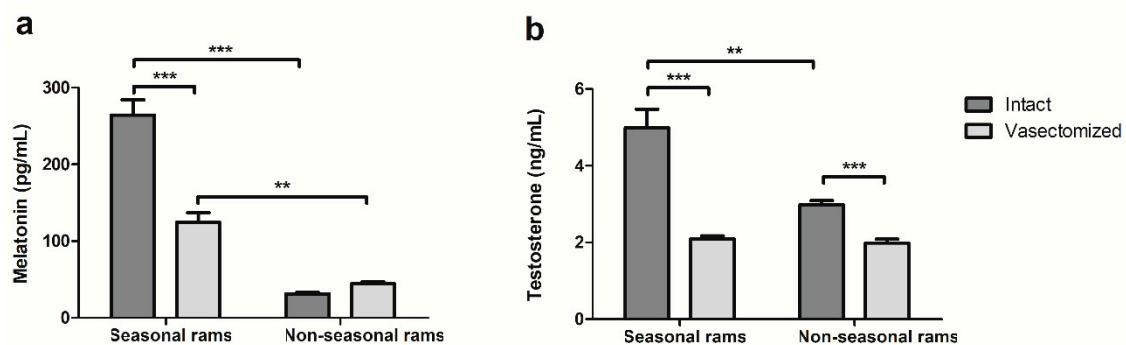 a
Melatonin (pg/mL)
300
200
100
0
***
***
**
Seasonal rams
Non-seasonal rams
b
Testosterone (ng/mL)
6
4
2
0
**
***
***
Seasonal rams
Non-seasonal rams
Intact
Vasectomized